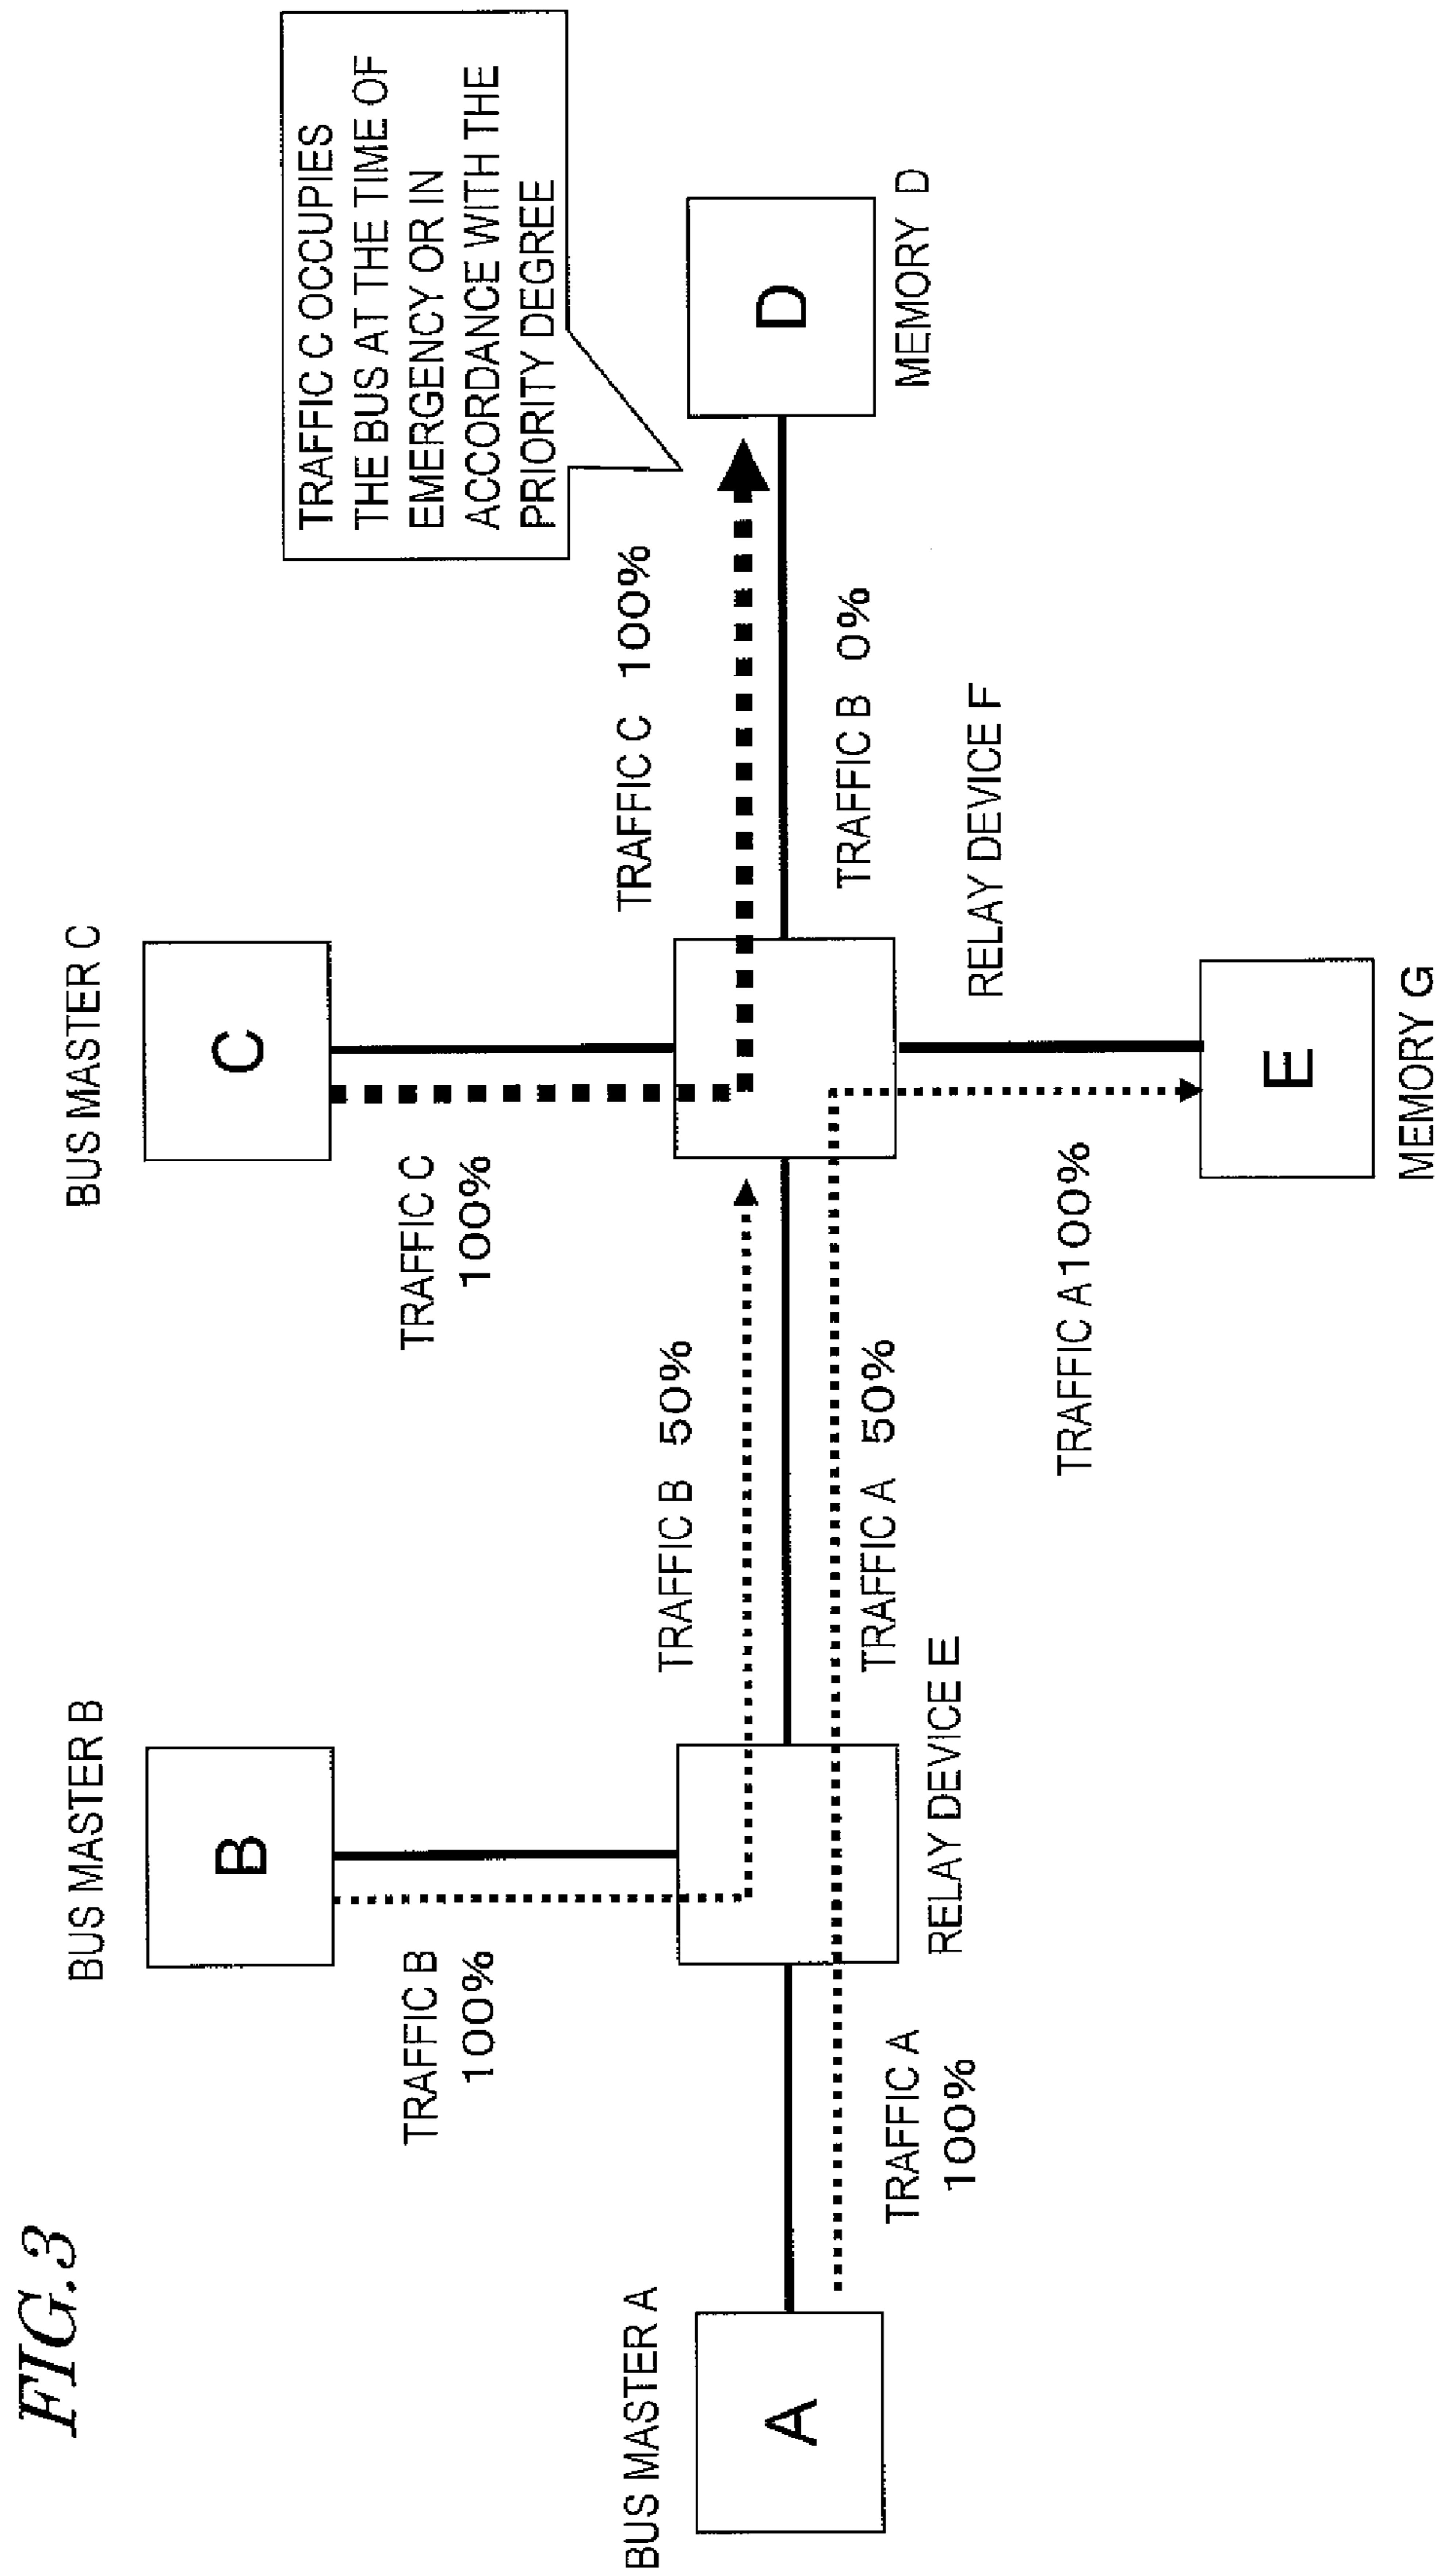 FIG.3
BUS MASTER B
B
BUS MASTER C
C
TRAFFIC C OCCUPIES
THE BUS AT THE TIME OF
EMERGENCY OR IN
ACCORDANCE WITH THE
PRIORITY DEGREE
TRAFFIC B
100%
TRAFFIC C
100%
BUS MASTER A
A
TRAFFIC B 50%
TRAFFIC C 100%
D
MEMORY D
TRAFFIC A
100%
RELAY DEVICE E
TRAFFIC A 50%
TRAFFIC B 0%
RELAY DEVICE F
TRAFFIC A100%
E
MEMORY G